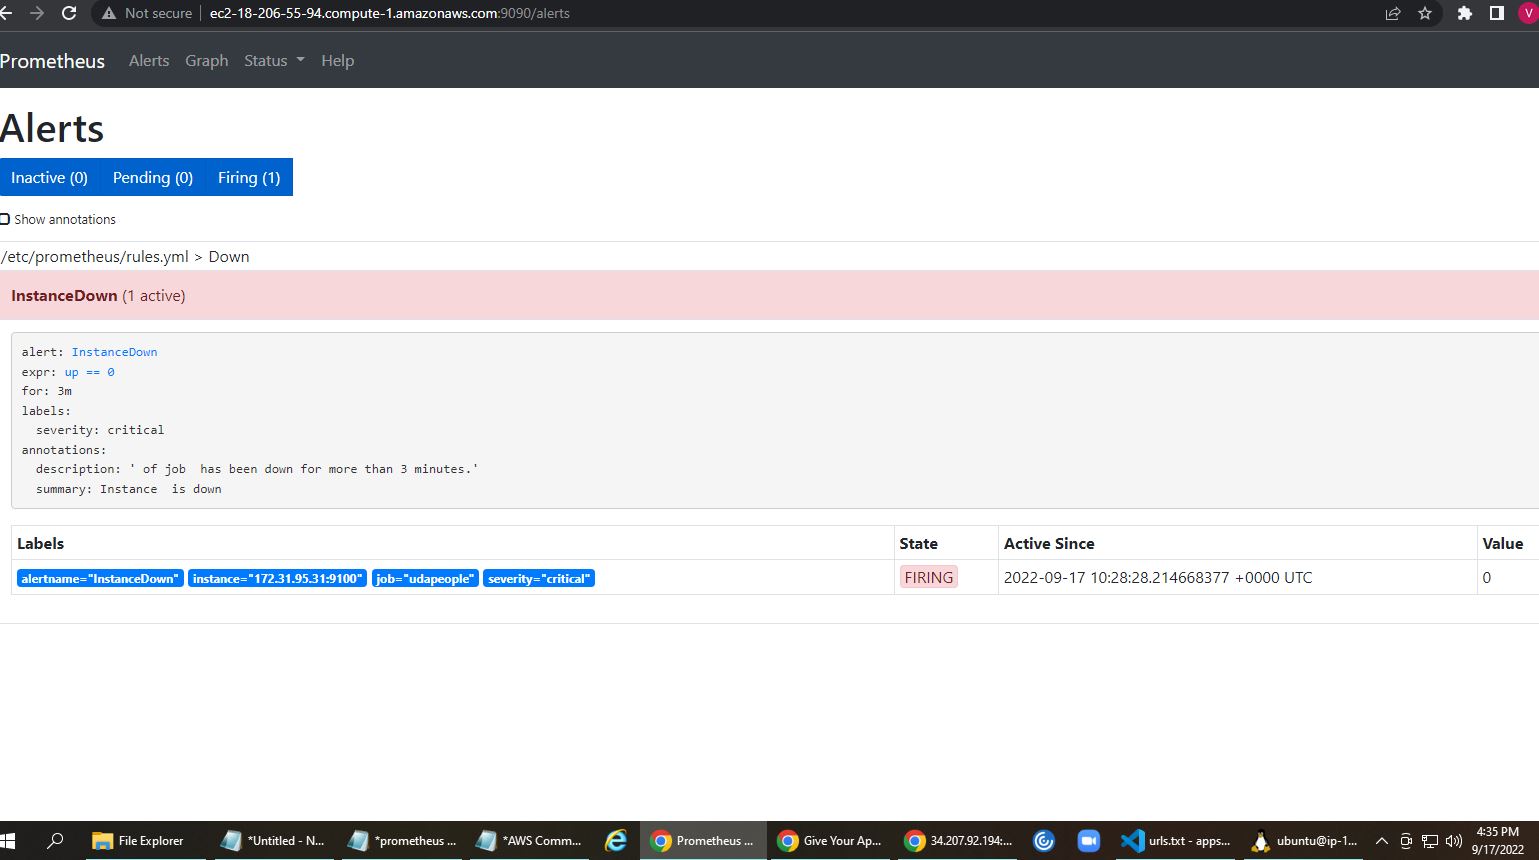 Not secure ec2-18-206-55-94.compute-1.amazonaws.com:9090/alerts V
Prometheus Alerts Graph Status Help
Alerts
Inactive (0) Pending (0) Firing (1)
Show annotations
/etc/prometheus/rules.yml > Down
InstanceDown (1 active)
alert: InstanceDown
expr: up == 0
for: 3m
labels:
  severity: critical
annotations:
  description: ' of job  has been down for more than 3 minutes.'
  summary: Instance  is down
Labels State Active Since Value
alertname="InstanceDown" instance="172.31.95.31:9100" job="udapeople" severity="critical" FIRING 2022-09-17 10:28:28.214668377 +0000 UTC 0
File Explorer *Untitled - N... *prometheus ... *AWS Comm... Prometheus ... Give Your Ap... 34.207.92.194:... urls.txt - apps... ubuntu@ip-1... 4:35 PM
9/17/2022